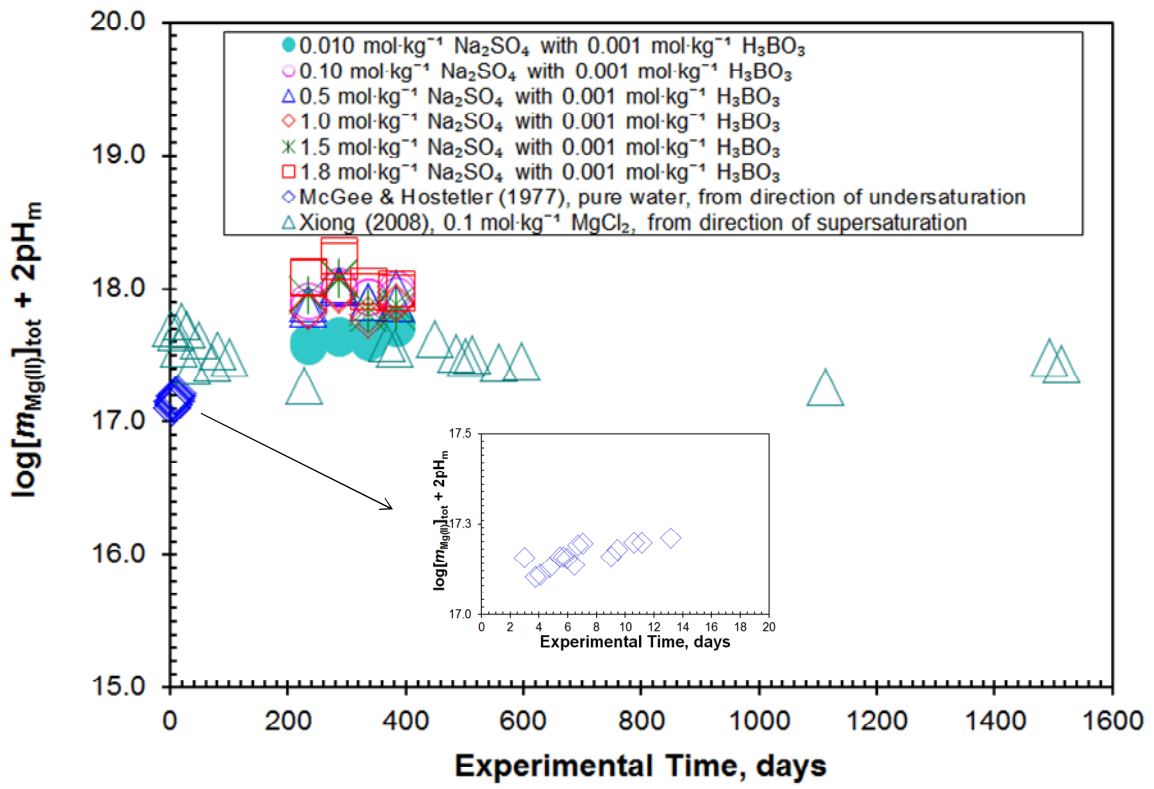 20.0
19.0
18.0
17.0
16.0
15.0
log[mMg(II)]tot + 2pHm
0.010 mol·kg⁻¹ Na₂SO₄ with 0.001 mol·kg⁻¹ H₃BO₃
0.10 mol·kg⁻¹ Na₂SO₄ with 0.001 mol·kg⁻¹ H₃BO₃
0.5 mol·kg⁻¹ Na₂SO₄ with 0.001 mol·kg⁻¹ H₃BO₃
1.0 mol·kg⁻¹ Na₂SO₄ with 0.001 mol·kg⁻¹ H₃BO₃
1.5 mol·kg⁻¹ Na₂SO₄ with 0.001 mol·kg⁻¹ H₃BO₃
1.8 mol·kg⁻¹ Na₂SO₄ with 0.001 mol·kg⁻¹ H₃BO₃
McGee & Hostetler (1977), pure water, from direction of undersaturation
Xiong (2008), 0.1 mol·kg⁻¹ MgCl₂, from direction of supersaturation
17.5
17.3
17.0
log[mMg(II)]tot + 2pHm
0 2 4 6 8 10 12 14 16 18 20
Experimental Time, days
0 200 400 600 800 1000 1200 1400 1600
Experimental Time, days